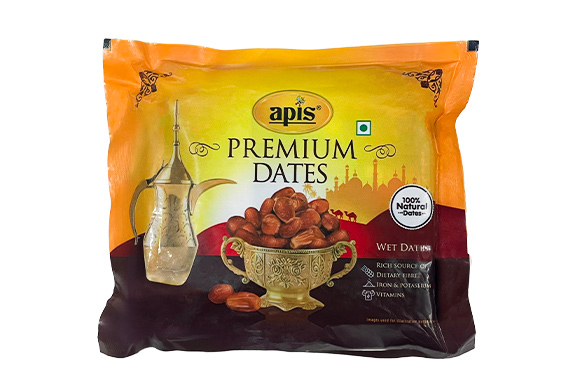 apis®
PREMIUM
DATES
100%
Natural
Dates
WET DATES
RICH SOURCE OF
DIETARY FIBRE
IRON & POTASSIUM
VITAMINS